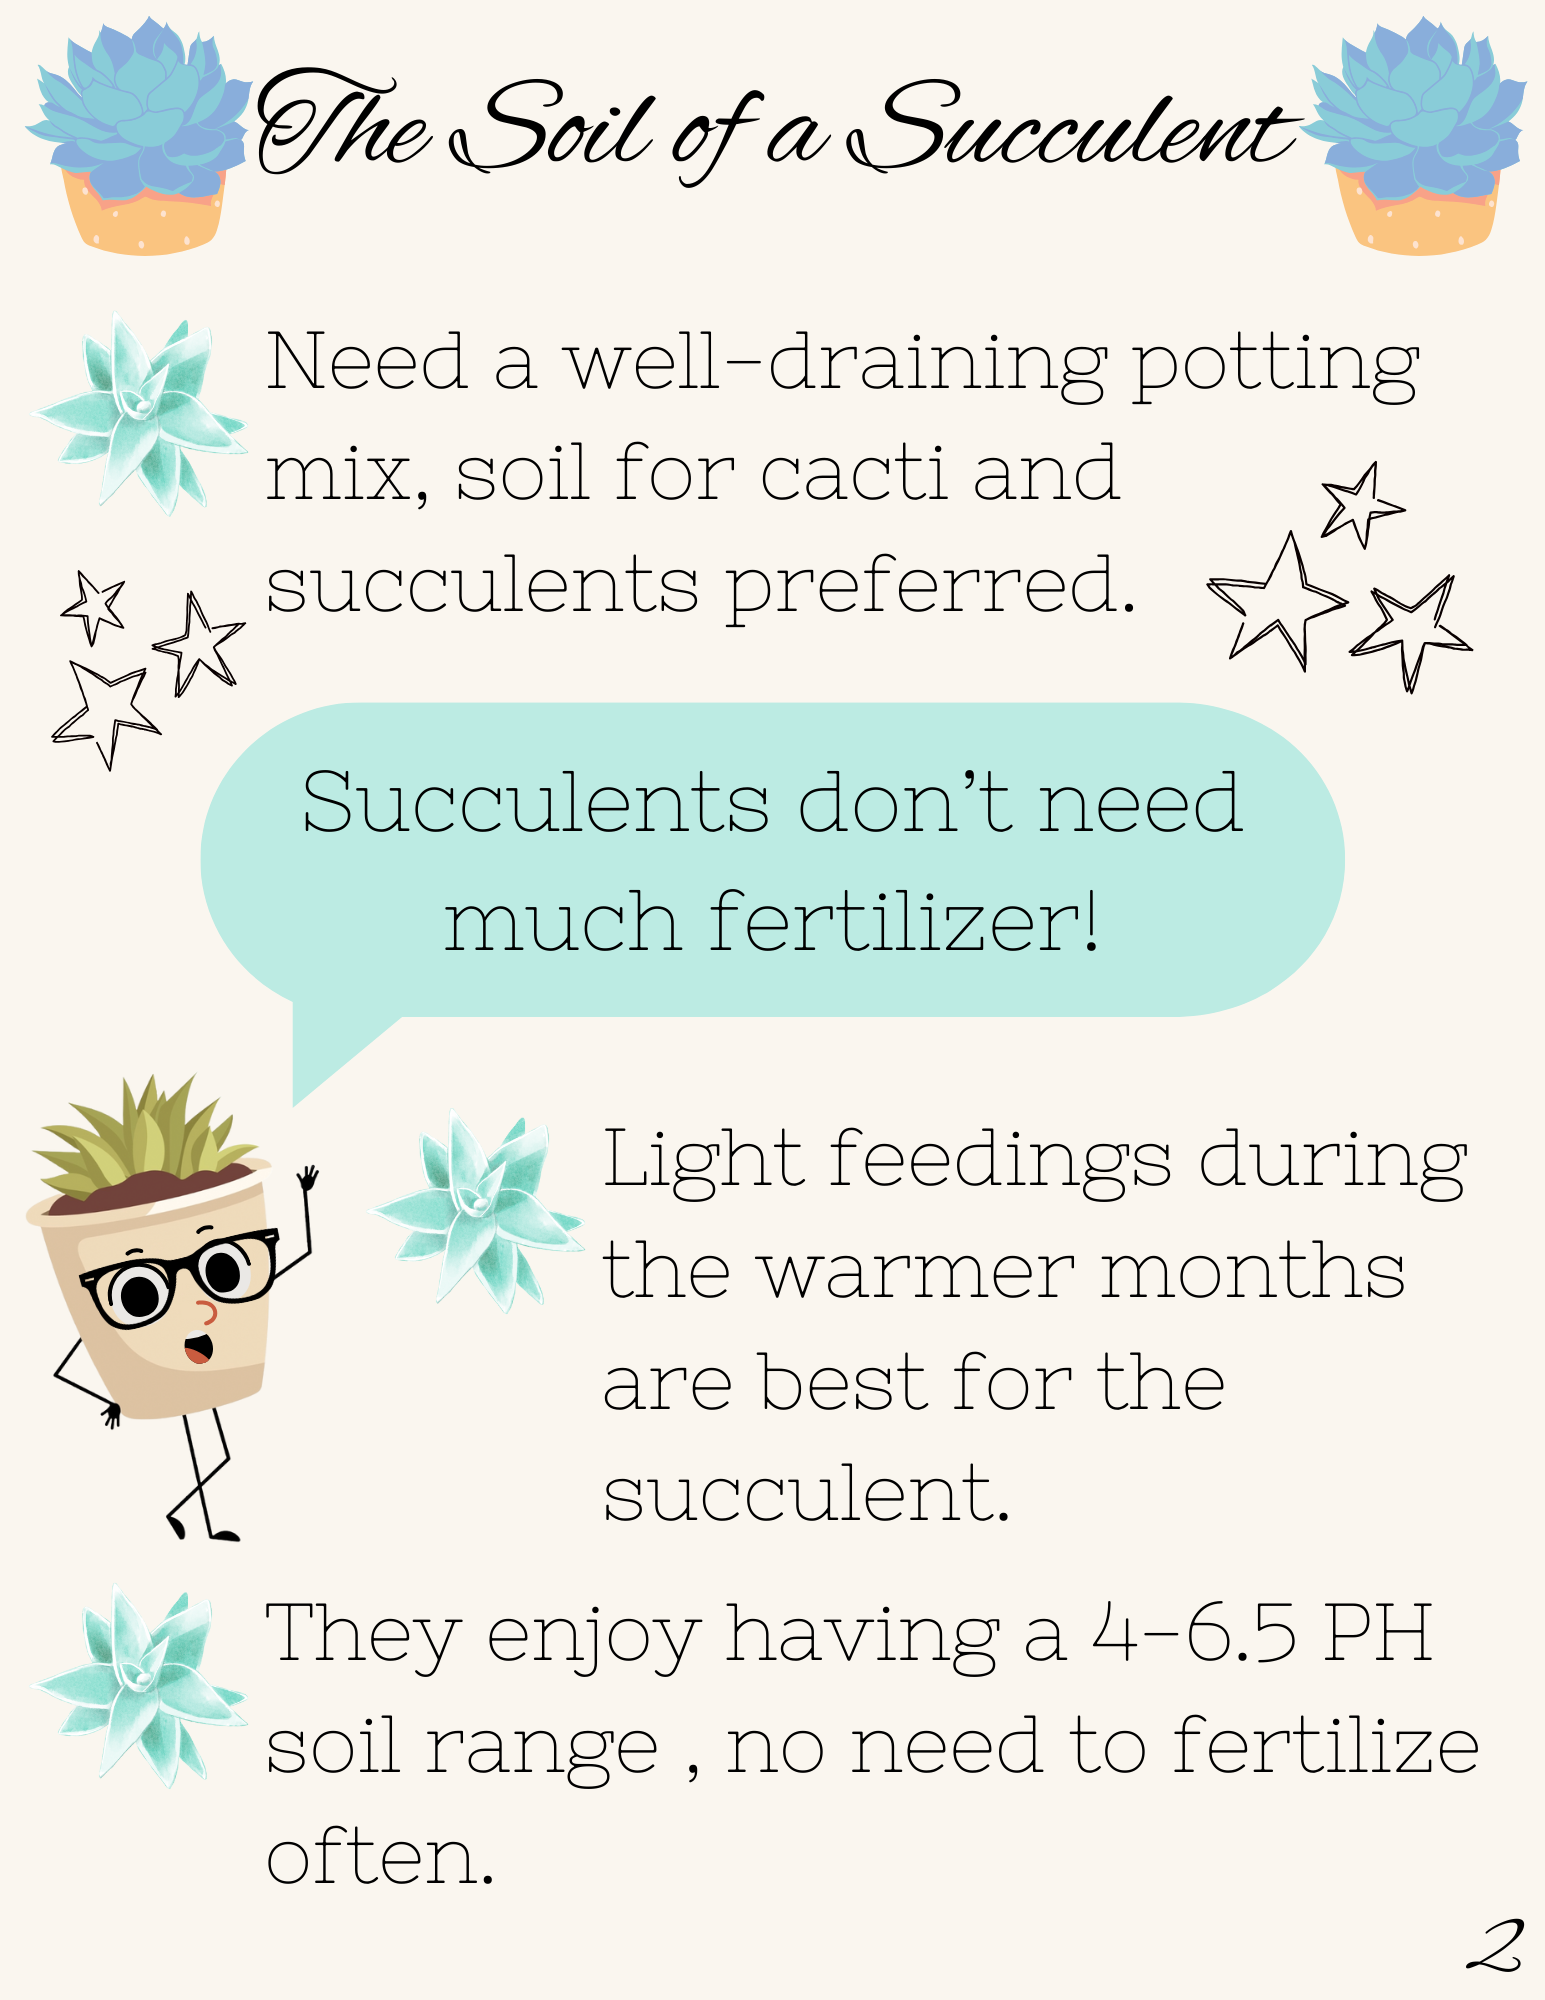 The Soil of a Succulent
Need a well-draining potting
mix, soil for cacti and
succulents preferred.
Succulents don’t need
much fertilizer!
Light feedings during
the warmer months
are best for the
succulent.
They enjoy having a 4-6.5 PH
soil range , no need to fertilize
often.
2